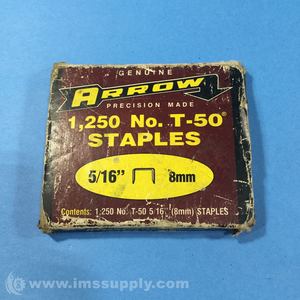 GENUINE
ARROW
PRECISION MADE
1,250 No. T-50®
STAPLES
5/16" 8mm
Contents: 1,250 No. T-50 5 16" (8mm) STAPLES
© www.imssupply.com